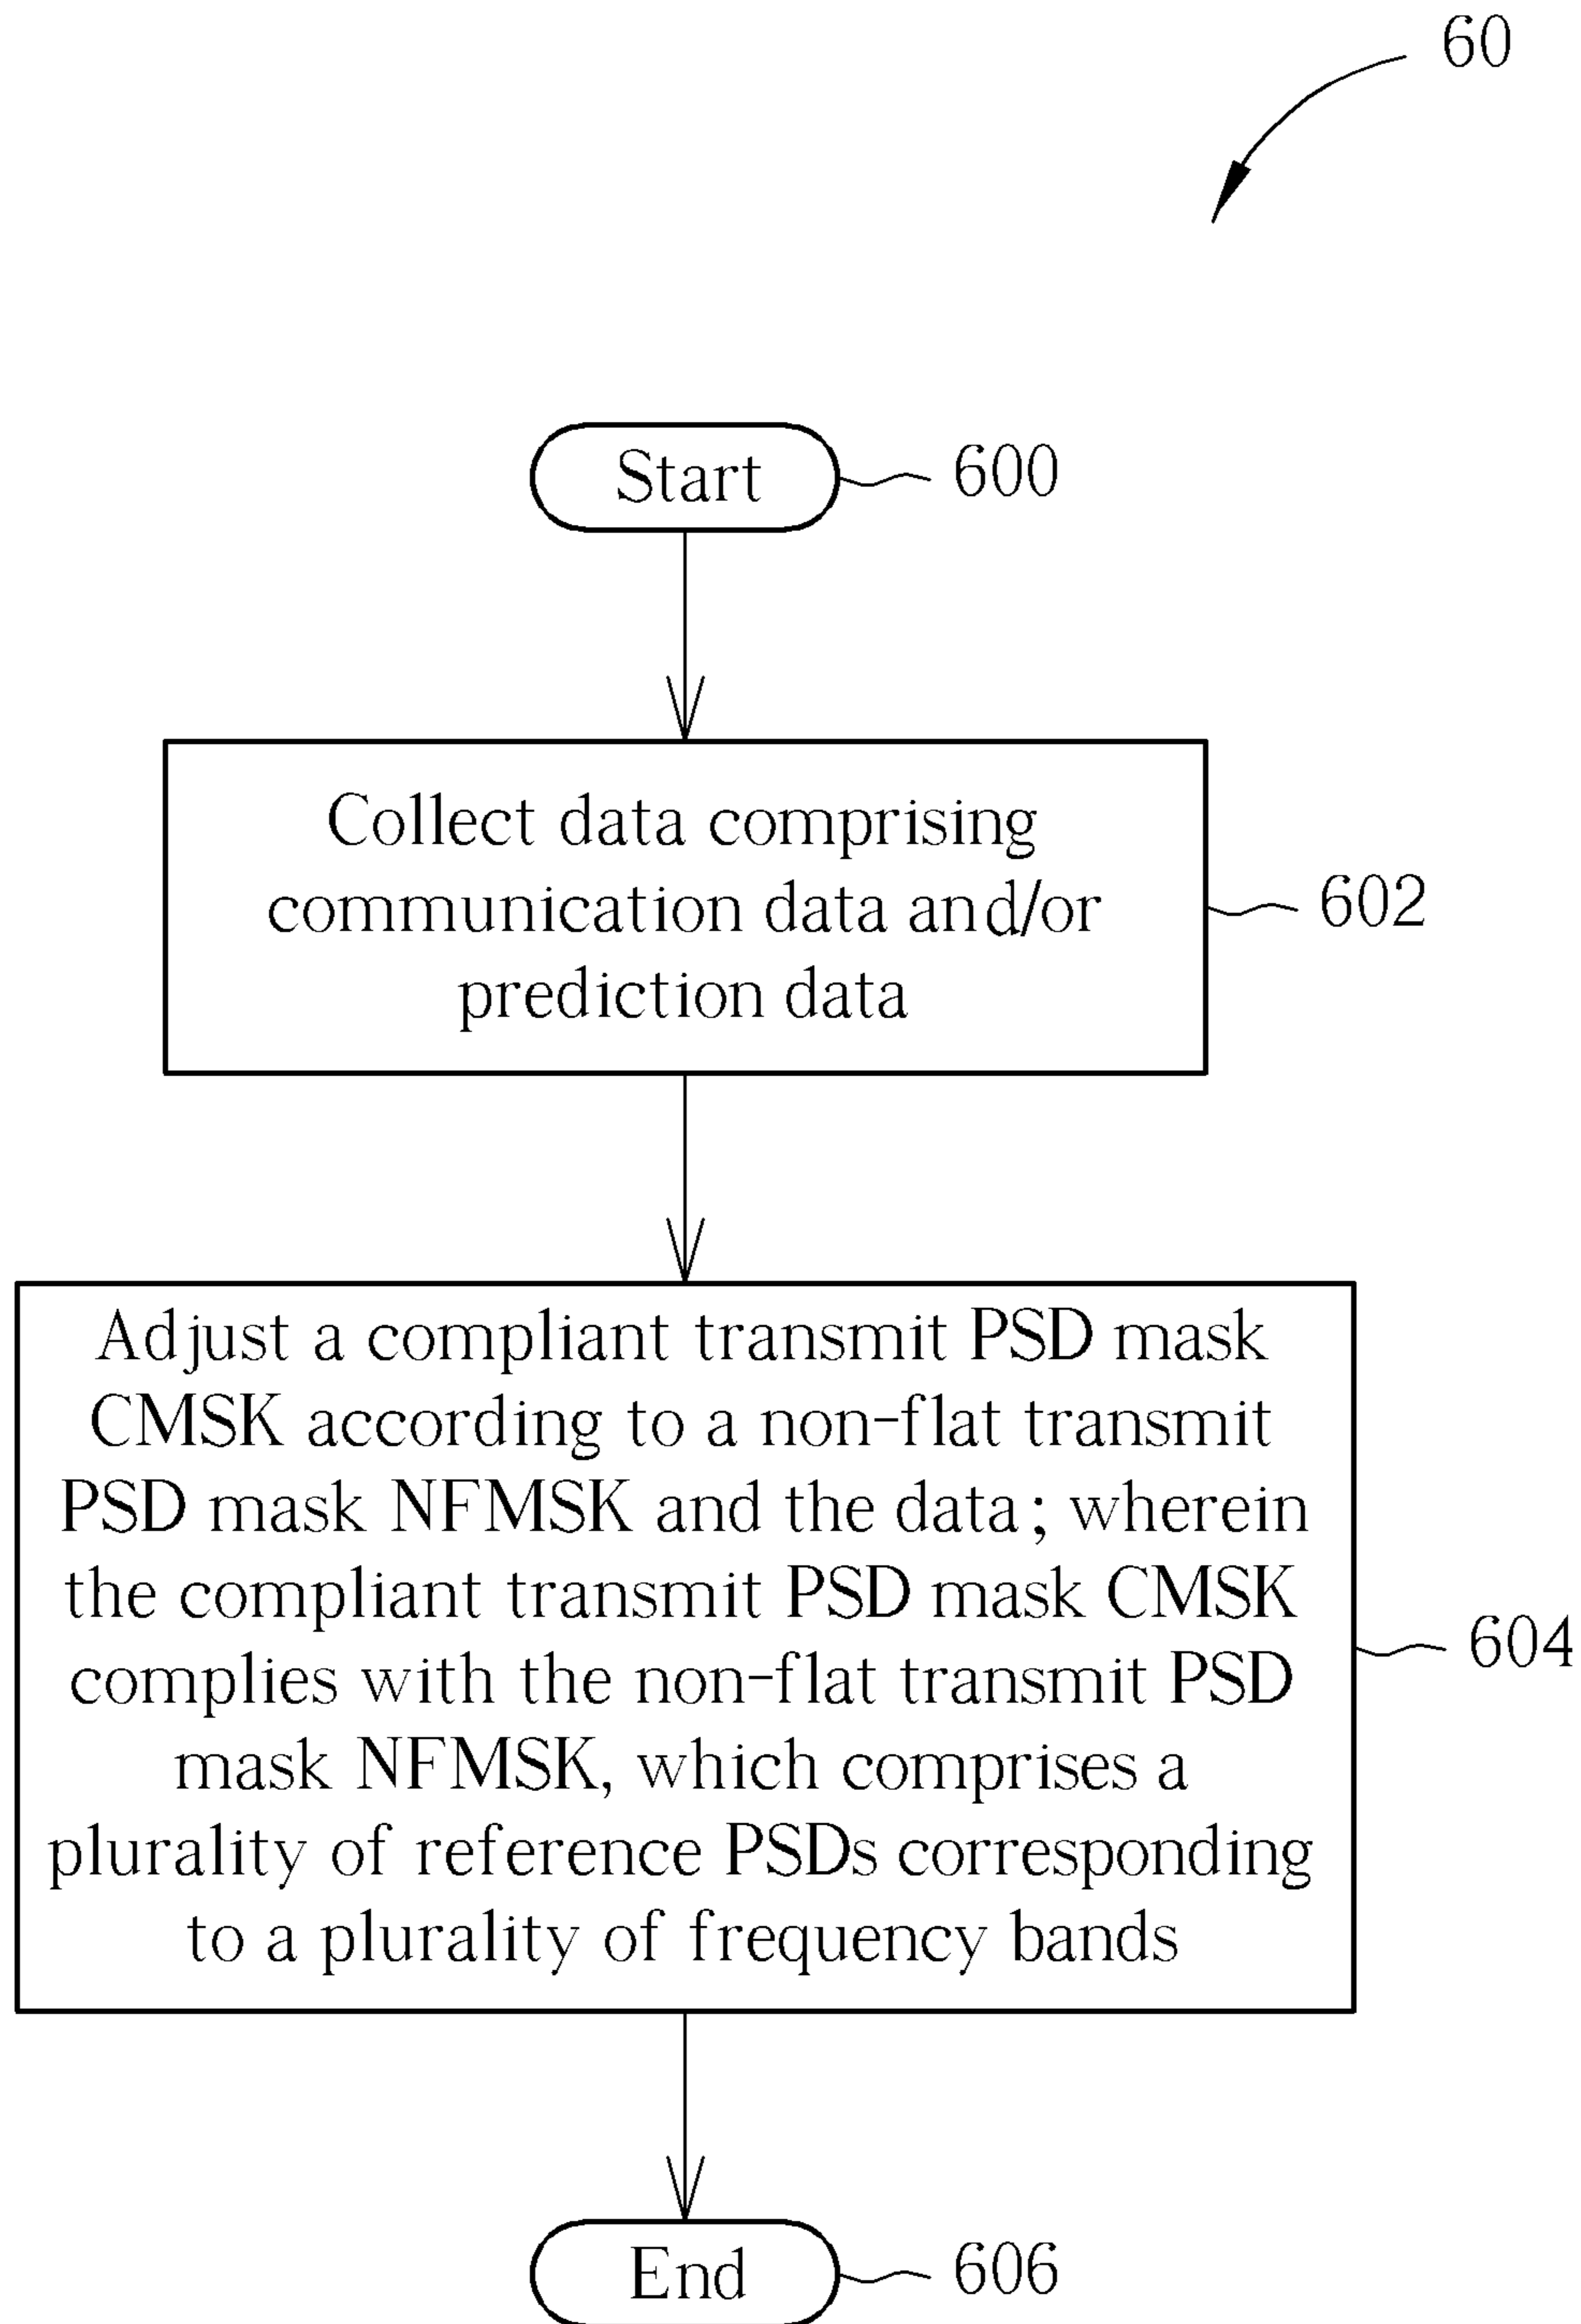 60
Start
600
Collect data comprising
communication data and/or
prediction data
602
Adjust a compliant transmit PSD mask
CMSK according to a non-flat transmit
PSD mask NFMSK and the data; wherein
the compliant transmit PSD mask CMSK
complies with the non-flat transmit PSD
mask NFMSK, which comprises a
plurality of reference PSDs corresponding
to a plurality of frequency bands
604
End
606